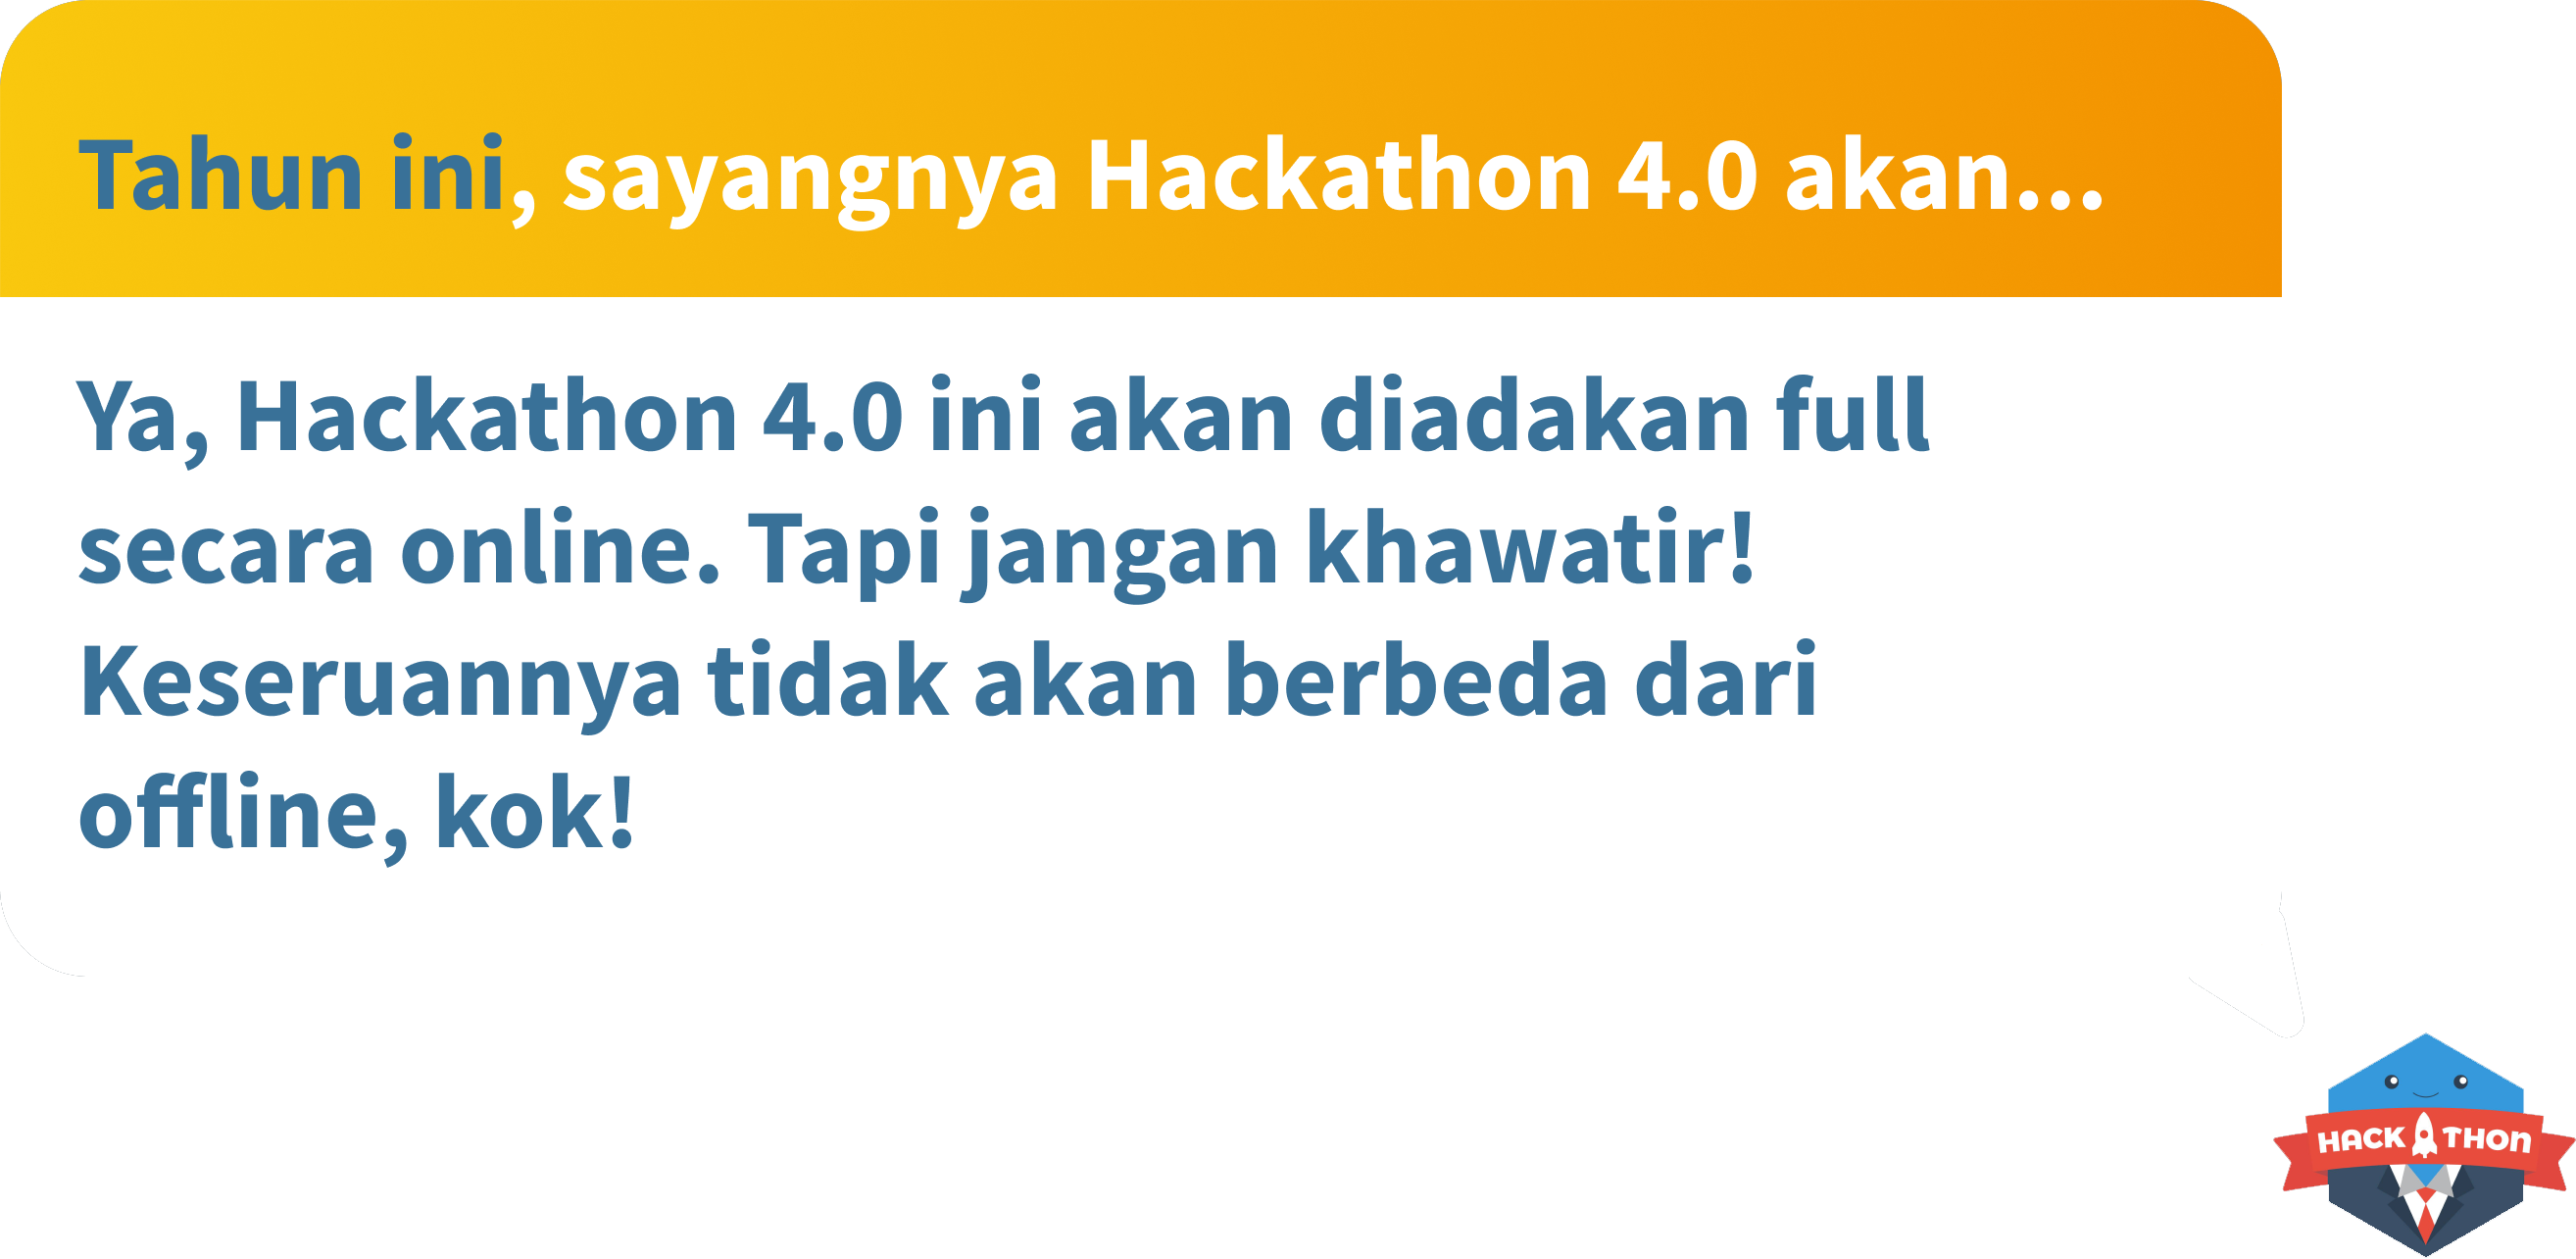 Tahun ini, sayangnya Hackathon 4.0 akan...
Ya, Hackathon 4.0 ini akan diadakan full
secara online. Tapi jangan khawatir!
Keseruannya tidak akan berbeda dari
offline, kok!
HACK THON